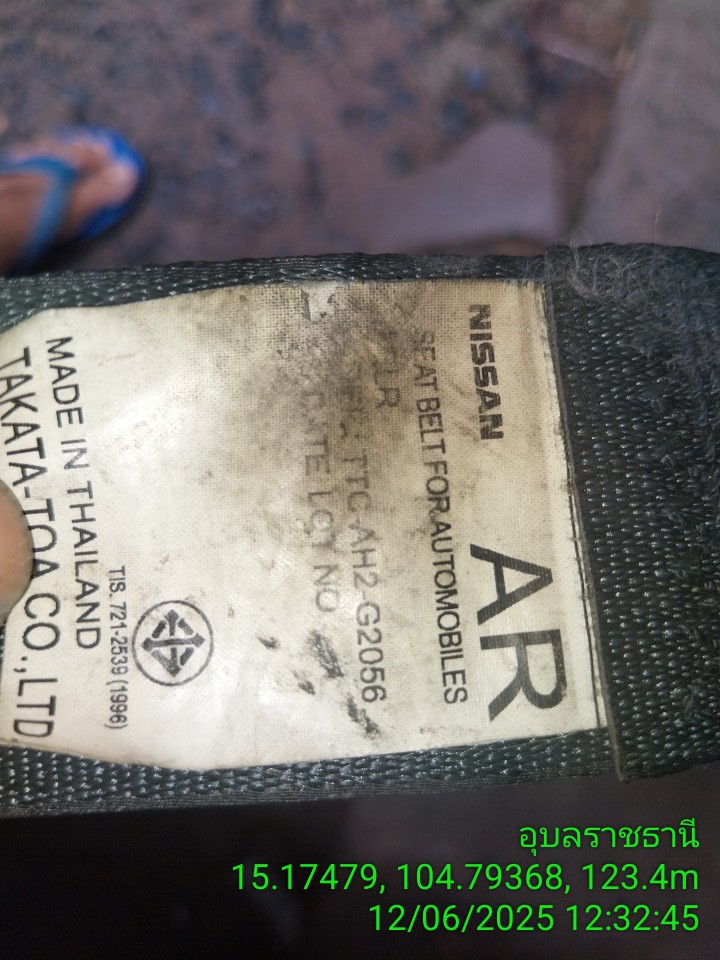 NISSAN
AR
SEAT BELT FOR AUTOMOBILES
TTC-AH2-G2056
LOT NO
TIS. 721-2539 (1996)
MADE IN THAILAND
TAKATA-TOA CO., LTD
อุบลราชธานี
15.17479, 104.79368, 123.4m
12/06/2025 12:32:45